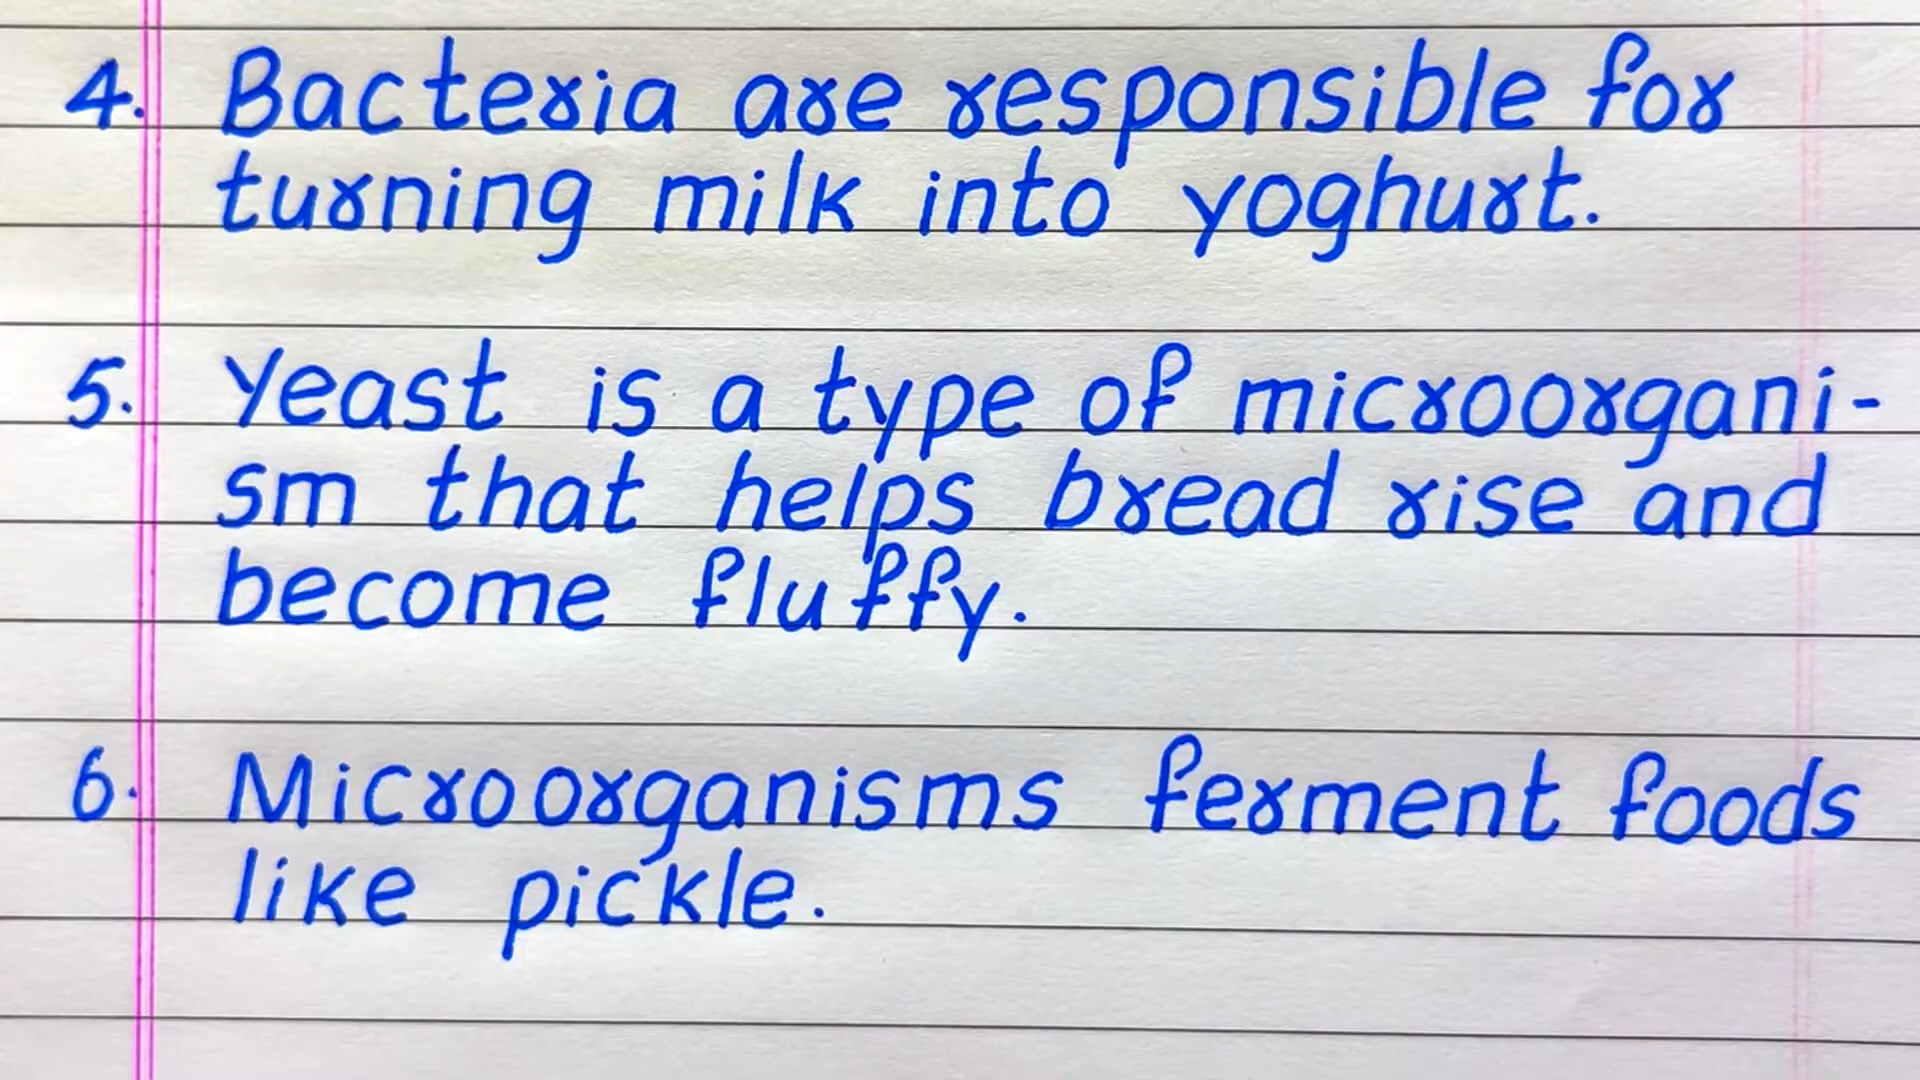 4. Bacteria are responsible for
turning milk into yoghurt.
5. Yeast is a type of microorgani-
sm that helps bread rise and
become fluffy.
6. Microorganisms ferment foods
like pickle.